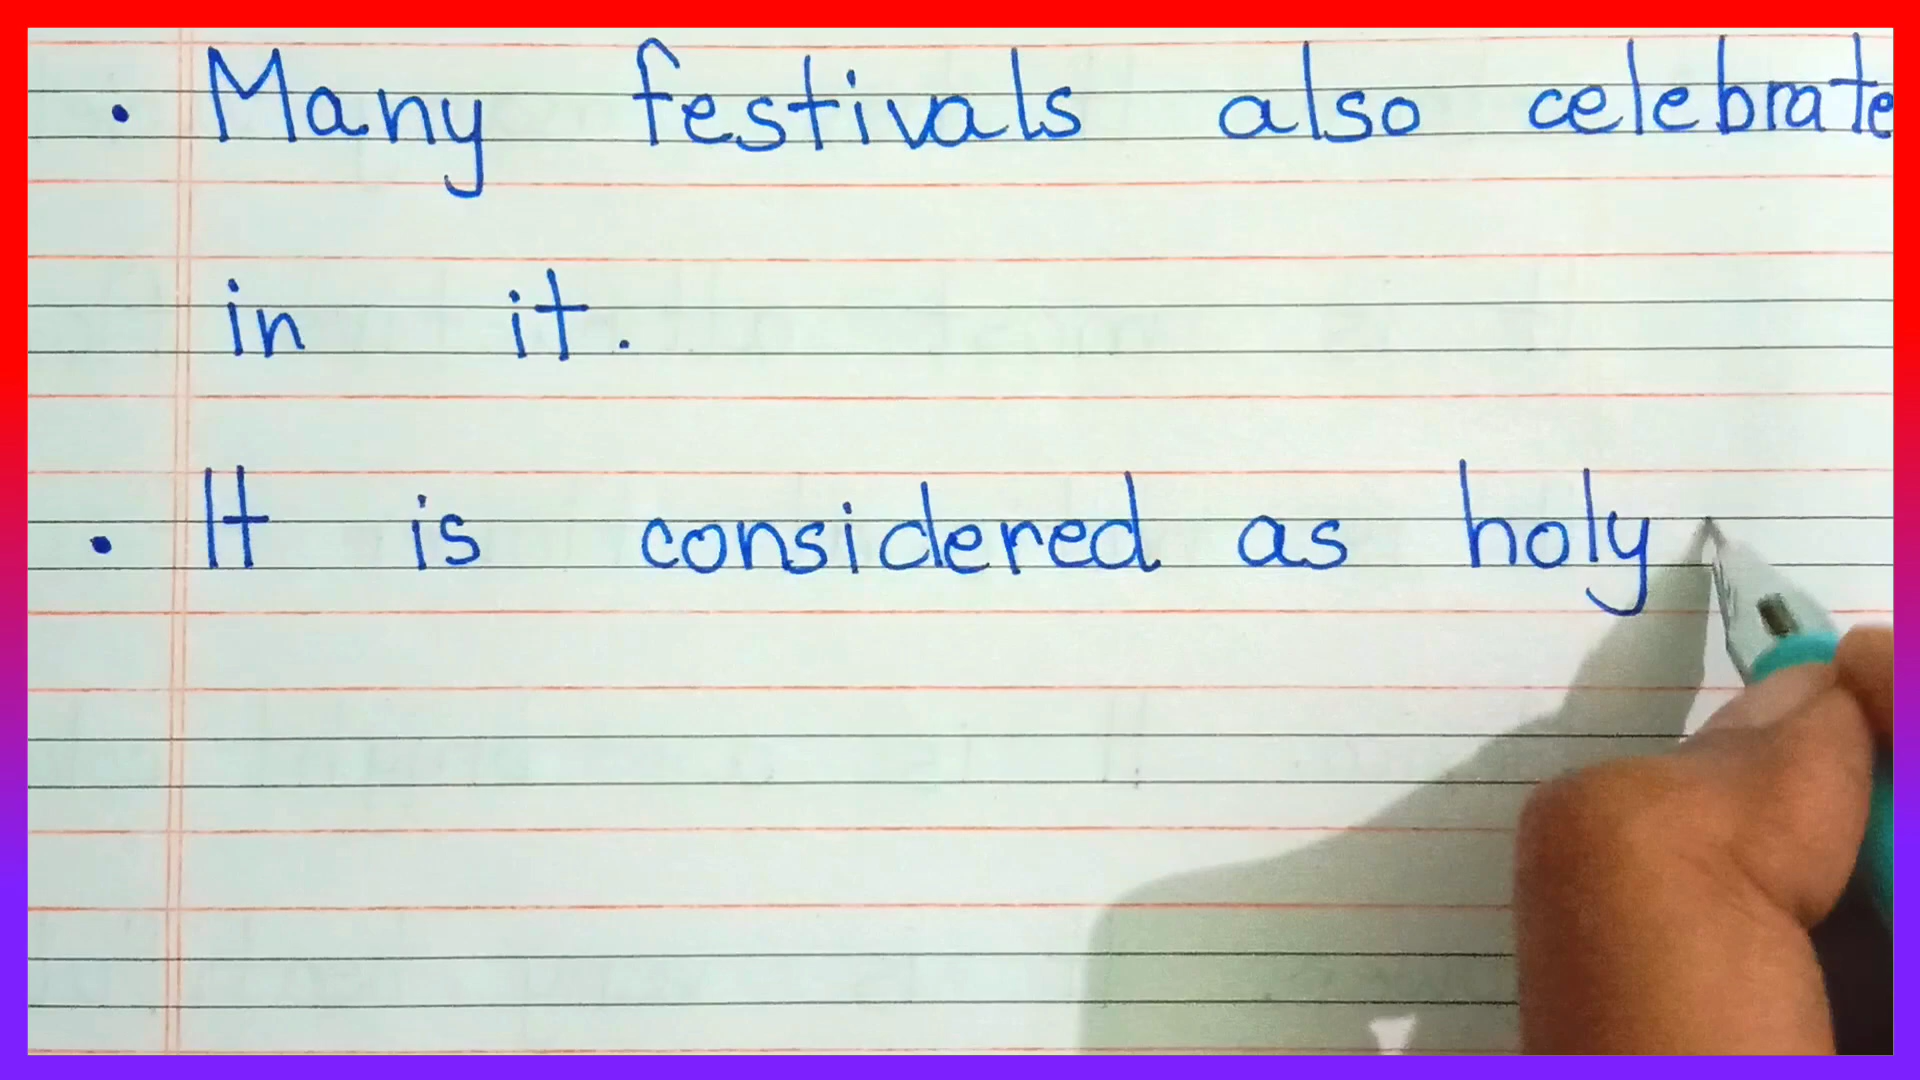 • Many festivals also celebrate
in it.
• It is considered as holy